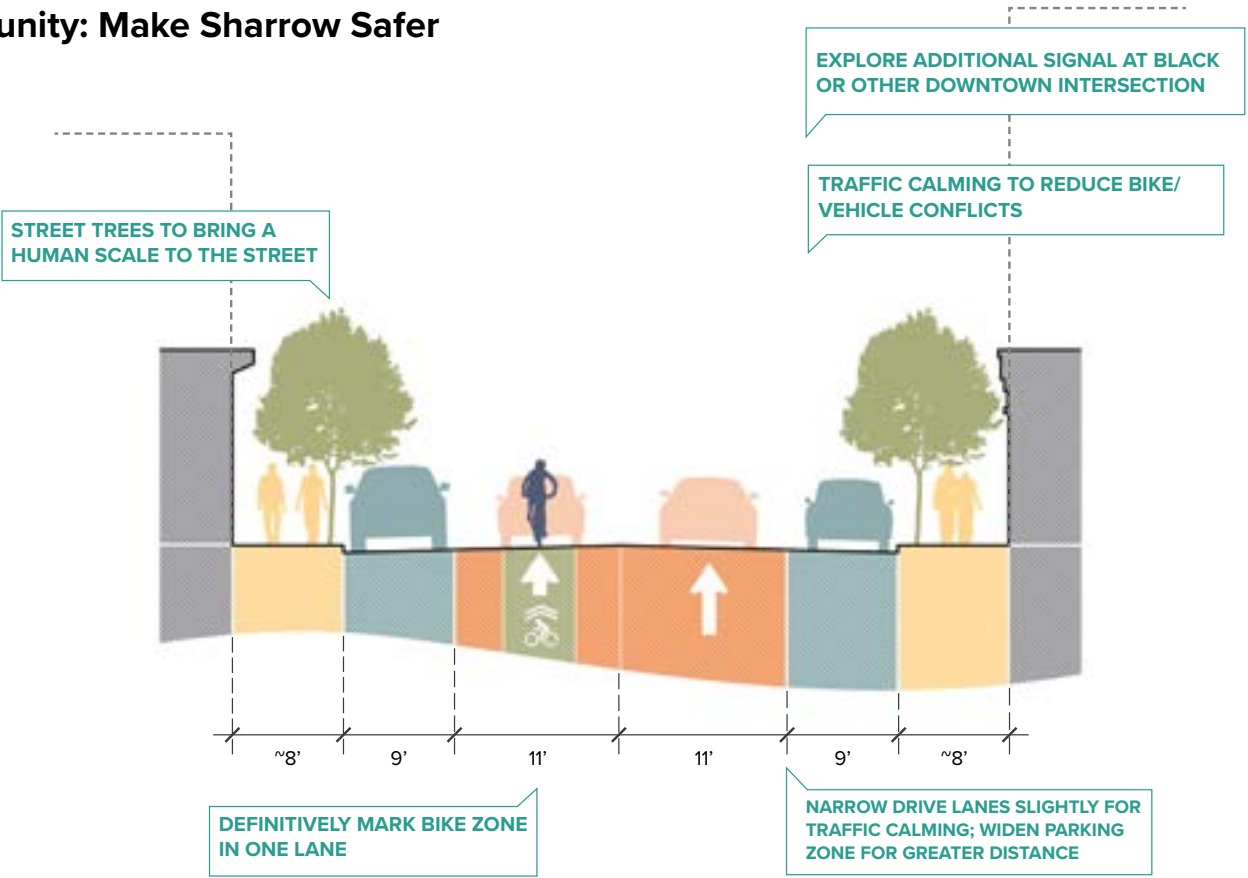 unity: Make Sharrow Safer
EXPLORE ADDITIONAL SIGNAL AT BLACK
OR OTHER DOWNTOWN INTERSECTION
TRAFFIC CALMING TO REDUCE BIKE/
VEHICLE CONFLICTS
STREET TREES TO BRING A
HUMAN SCALE TO THE STREET
~8’ 9’ 11’ 11’ 9’ ~8’
DEFINITIVELY MARK BIKE ZONE
IN ONE LANE
NARROW DRIVE LANES SLIGHTLY FOR
TRAFFIC CALMING; WIDEN PARKING
ZONE FOR GREATER DISTANCE